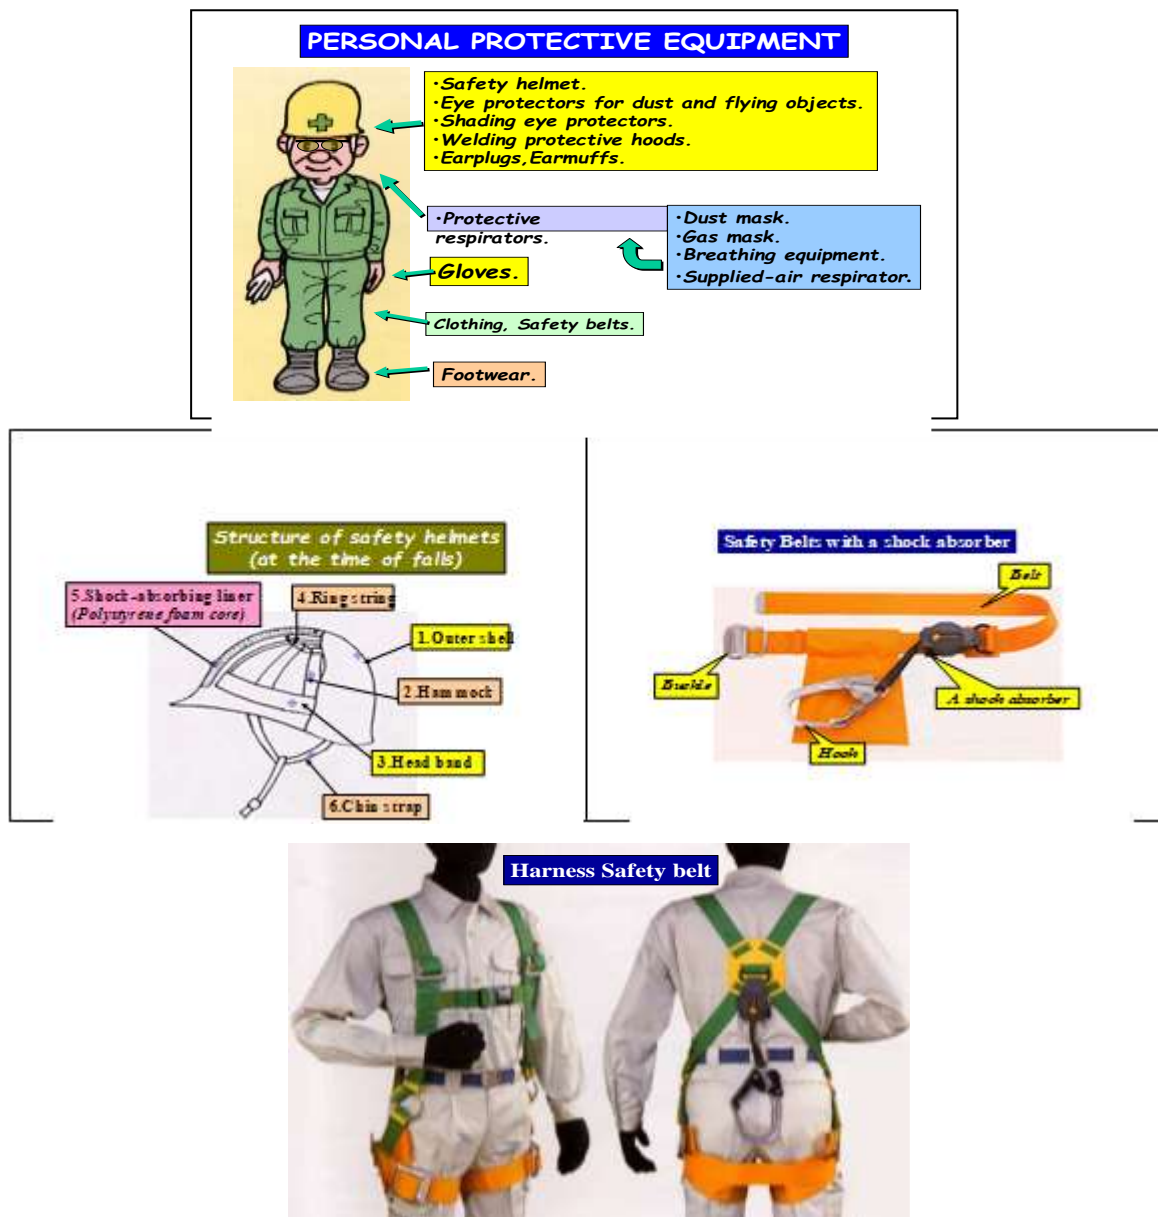 PERSONAL PROTECTIVE EQUIPMENT
•Safety helmet.
•Eye protectors for dust and flying objects.
•Shading eye protectors.
•Welding protective hoods.
•Earplugs,Earmuffs.
•Protective
respirators.
•Dust mask.
•Gas mask.
•Breathing equipment.
•Supplied-air respirator.
Gloves.
Clothing, Safety belts.
Footwear.
Structure of safety helmets
(at the time of falls)
5.Shock-absorbing liner
(Polystyrene foam core)
4.Ring string
1.Outer shell
2.Hammock
3.Head band
6.Chin strap
Safety Belts with a shock absorber
Belt
Buckle
A shock absorber
Hook
Harness Safety belt